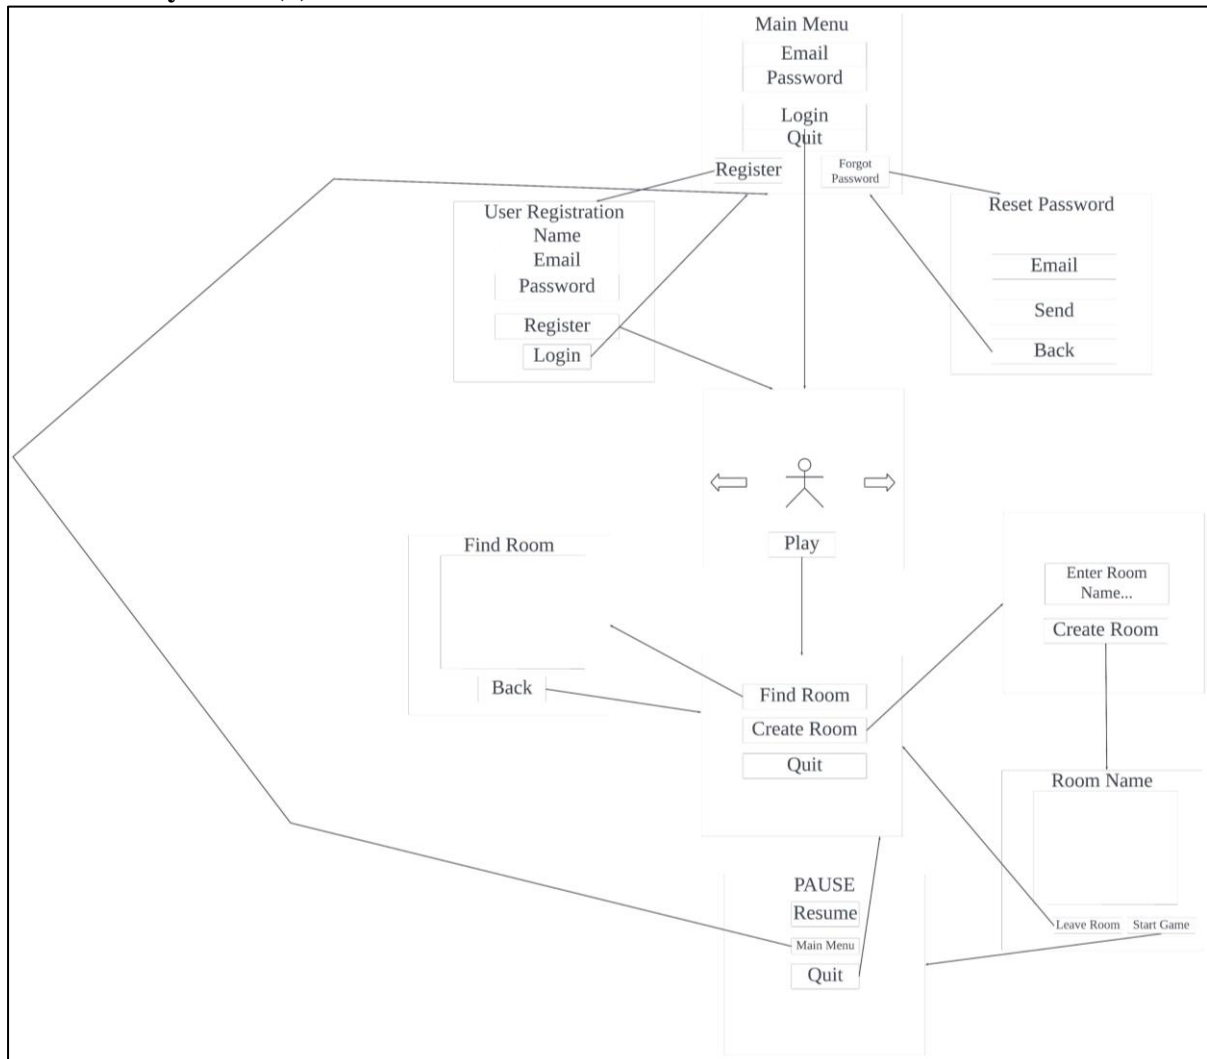 Main Menu
Email
Password
Login
Quit
Register
Forgot
Password
User Registration
Name
Email
Password
Register
Login
Reset Password
Email
Send
Back
Play
Find Room
Back
Enter Room
Name...
Create Room
Find Room
Create Room
Quit
Room Name
Leave Room
Start Game
PAUSE
Resume
Main Menu
Quit